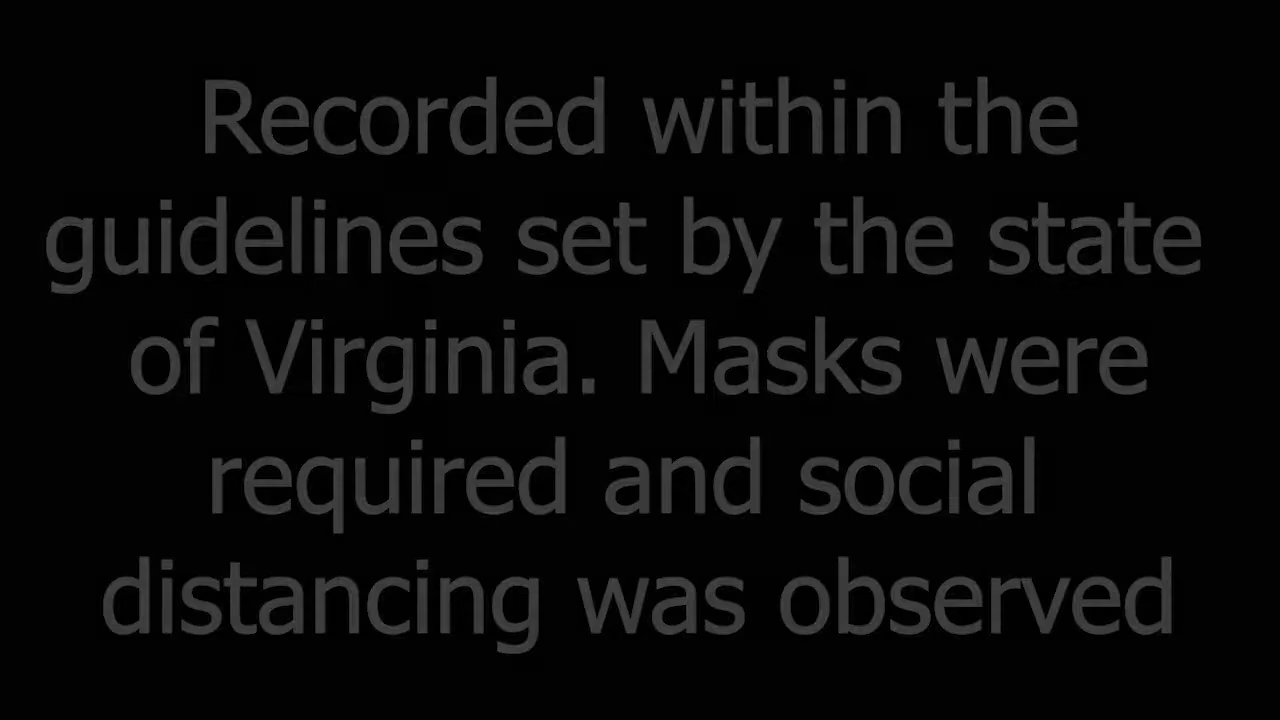 Recorded within the
guidelines set by the state
of Virginia. Masks were
required and social
distancing was observed